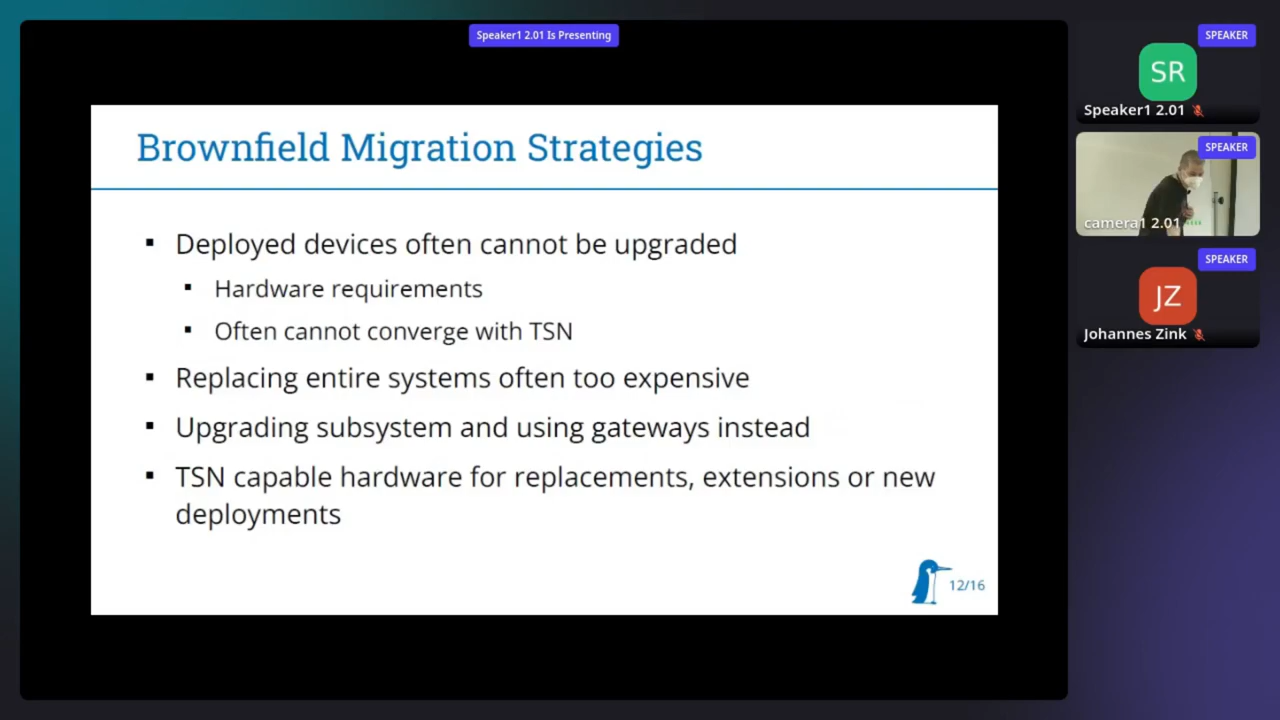 Speaker1 2.01 Is Presenting
Brownfield Migration Strategies
Deployed devices often cannot be upgraded
Hardware requirements
Often cannot converge with TSN
Replacing entire systems often too expensive
Upgrading subsystem and using gateways instead
TSN capable hardware for replacements, extensions or new
deployments
12/16
SPEAKER
SR
Speaker1 2.01
SPEAKER
camera1 2.01
SPEAKER
JZ
Johannes Zink